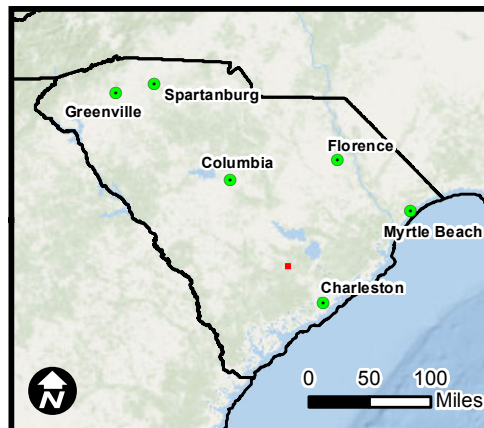 Spartanburg
Greenville
Florence
Columbia
Myrtle Beach
Charleston
0 50 100
Miles
N